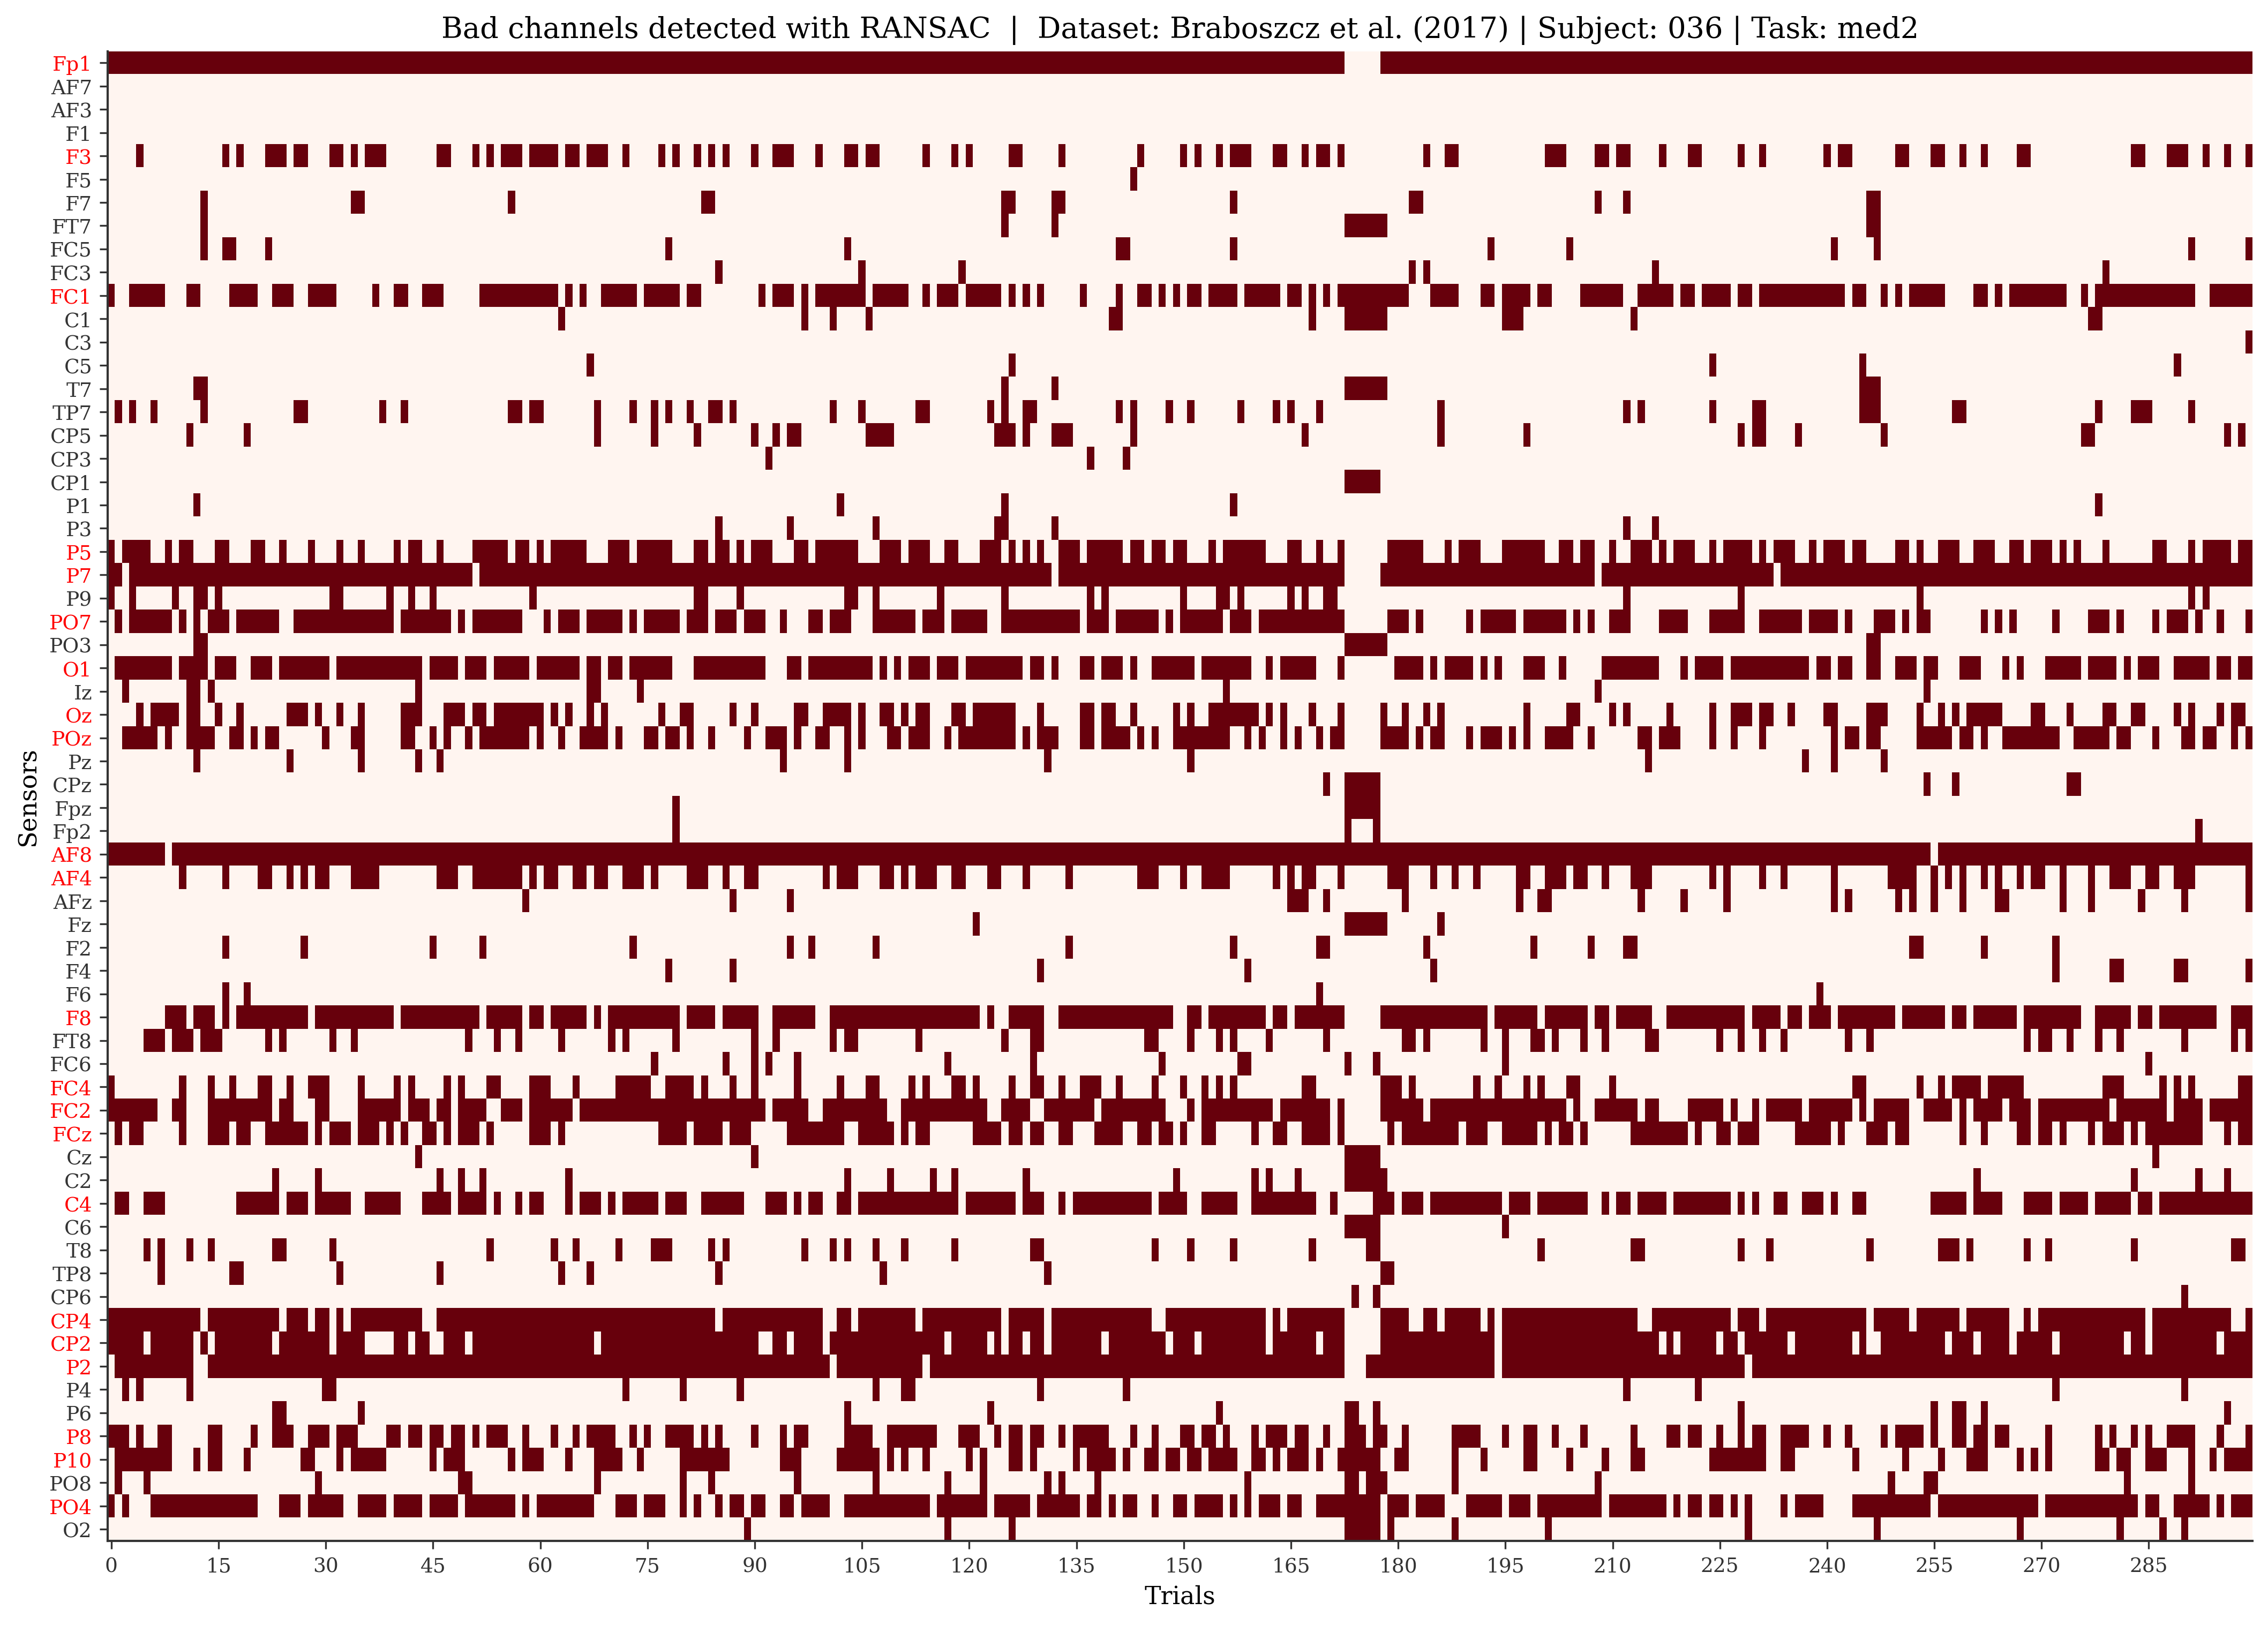 Bad channels detected with RANSAC | Dataset: Braboszcz et al. (2017) | Subject: 036 | Task: med2
Sensors
Fp1
AF7
AF3
F1
F3
F5
F7
FT7
FC5
FC3
FC1
C1
C3
C5
T7
TP7
CP5
CP3
CP1
P1
P3
P5
P7
P9
PO7
PO3
O1
Iz
Oz
POz
Pz
CPz
Fpz
Fp2
AF8
AF4
AFz
Fz
F2
F4
F6
F8
FT8
FC6
FC4
FC2
FCz
Cz
C2
C4
C6
T8
TP8
CP6
CP4
CP2
P2
P4
P6
P8
P10
PO8
PO4
O2
0 15 30 45 60 75 90 105 120 135 150 165 180 195 210 225 240 255 270 285
Trials